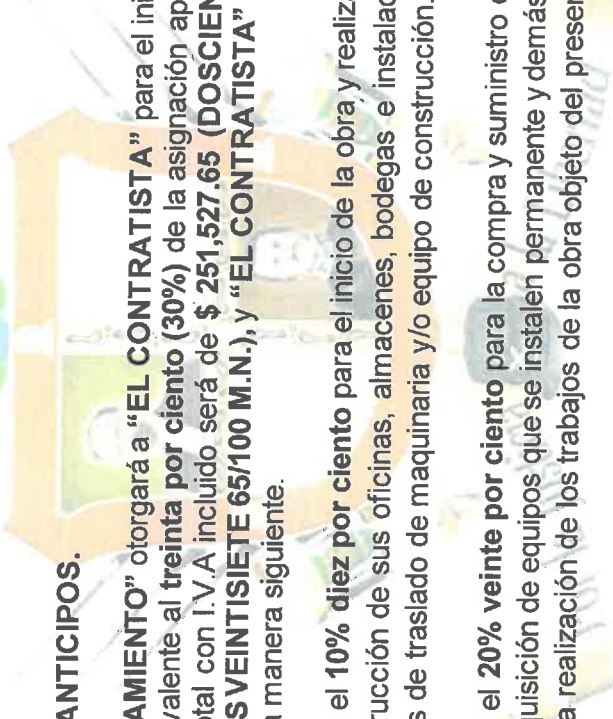 ANTICIPOS.
AMIENTO" otorgará a "EL CONTRATISTA" para el ini
valente al treinta por ciento (30%) de la asignación ap
otal con I.V.A incluido será de $ 251,527.65 (DOSCIEN
S VEINTISIETE 65/100 M.N.), y "EL CONTRATISTA"
a manera siguiente.
el 10% diez por ciento para el inicio de la obra, y realiza
rucción de sus oficinas, almacenes, bodegas e instalac
s de traslado de maquinaria y/o equipo de construcción.
el 20% veinte por ciento para la compra y suministro
uisición de equipos que se instalen permanente y demás
a realización de los trabajos de la obra objeto del presen